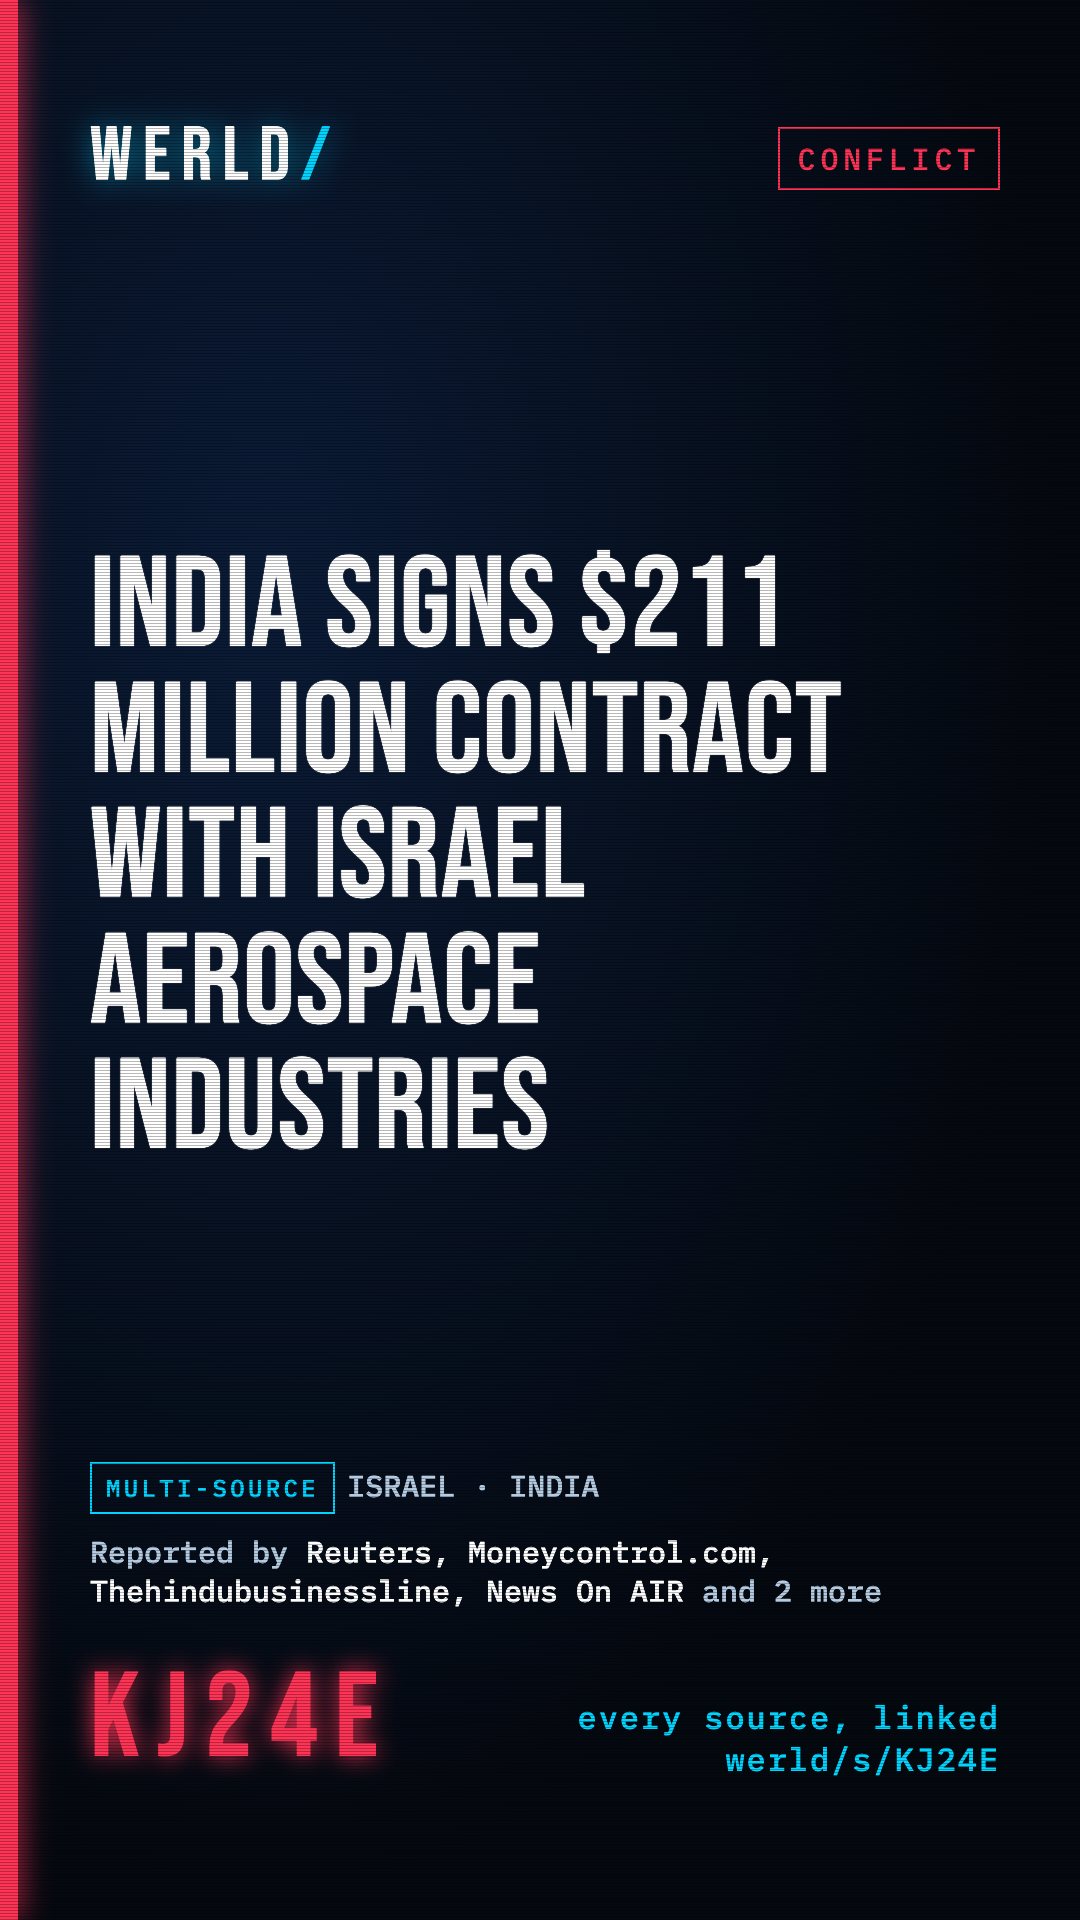 WERLD/
CONFLICT
INDIA SIGNS $211
MILLION CONTRACT
WITH ISRAEL
AEROSPACE
INDUSTRIES
MULTI-SOURCE ISRAEL · INDIA
Reported by Reuters, Moneycontrol.com,
Thehindubusinessline, News On AIR and 2 more
KJ24E
every source, linked
werld/s/KJ24E